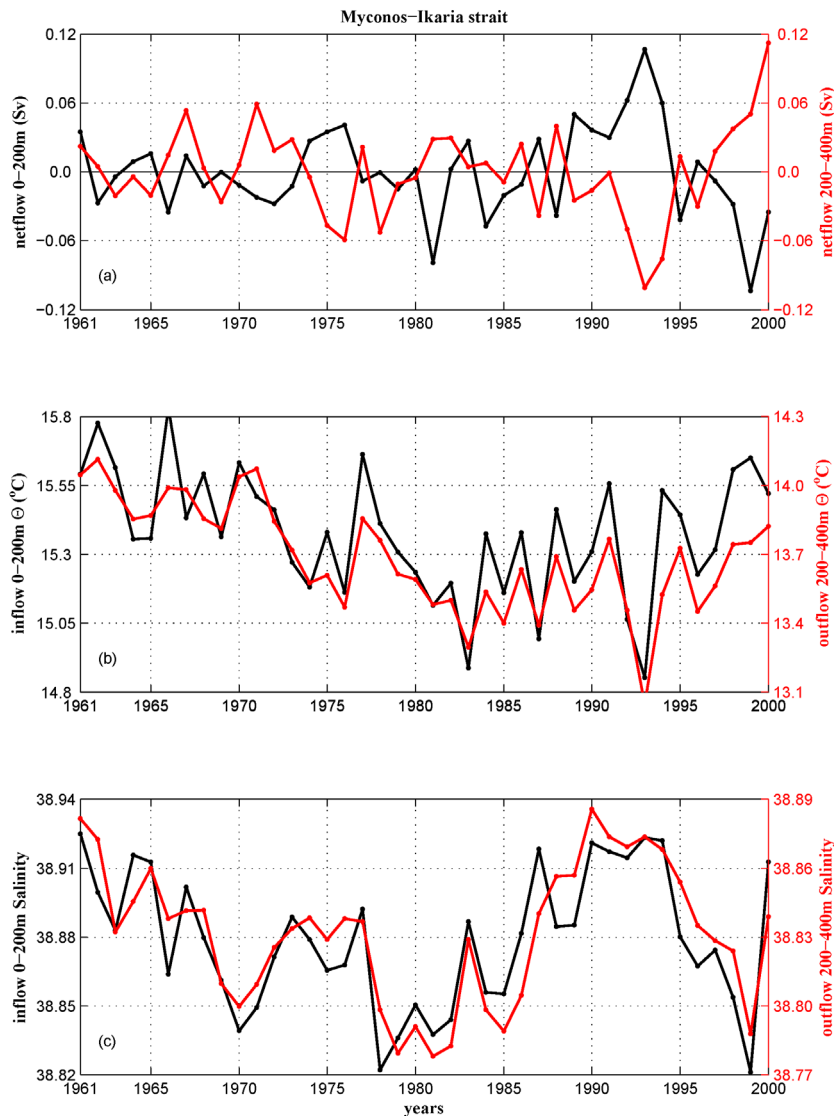 Myconos−Ikaria strait
0.12
0.06
0.0
−0.06
−0.12
netflow 0−200m (Sv)
(a)
0.12
0.06
0.0
−0.06
−0.12
netflow 200−400m (Sv)
1961 1965 1970 1975 1980 1985 1990 1995 2000
15.8
15.55
15.3
15.05
14.8
inflow 0−200m Θ (°C)
(b)
14.3
14.0
13.7
13.4
13.1
outflow 200−400m Θ (°C)
1961 1965 1970 1975 1980 1985 1990 1995 2000
38.94
38.91
38.88
38.85
38.82
inflow 0−200m Salinity
(c)
38.89
38.86
38.83
38.80
38.77
outflow 200−400m Salinity
1961 1965 1970 1975 1980 1985 1990 1995 2000
years